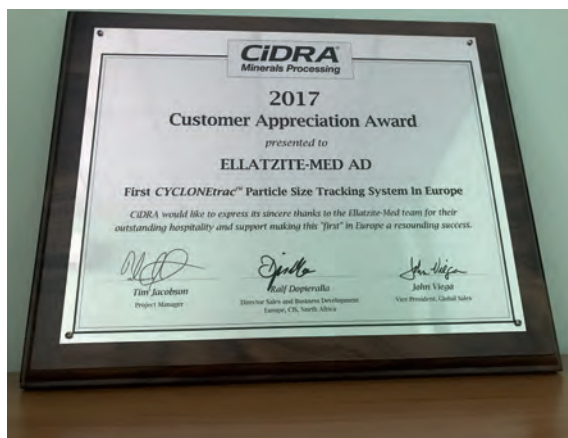 CiDRA®
Minerals Processing
2017
Customer Appreciation Award
presented to
ELLATZITE-MED AD
First CYCLONEtrac™ Particle Size Tracking System in Europe
CiDRA would like to express its sincere thanks to the Ellatzite-Med team for their
outstanding hospitality and support making this "first" in Europe a resounding success.
Tim Jacobson
Project Manager
Ralf Dopieralla
Director Sales and Business Development
Europe, CIS, North Africa
John Viega
Vice President, Global Sales